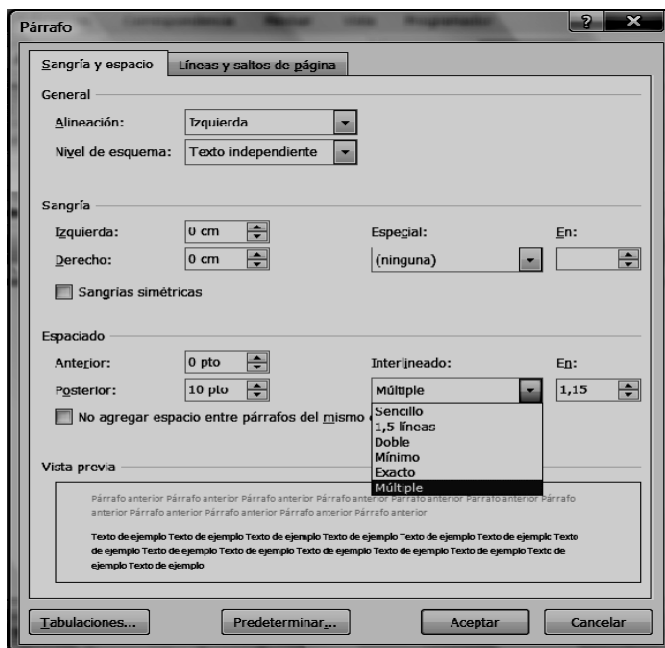 Párrafo
Sangría y espacio Líneas y saltos de página
General
Alineación: Izquierda
Nivel de esquema: Texto independiente
Sangría
Izquierda: 0 cm Especial: En:
Derecho: 0 cm (ninguna)
Sangrías simétricas
Espaciado
Anterior: 0 pto Interlineado: En:
Posterior: 10 pto Múltiple 1,15
No agregar espacio entre párrafos del mismo
Sencillo
1,5 líneas
Doble
Mínimo
Exacto
Múltiple
Vista previa
Párrafo anterior Párrafo anterior Párrafo anterior Párrafo anterior Párrafo anterior Párrafo anterior Párrafo anterior Párrafo
anterior Párrafo anterior Párrafo anterior Párrafo anterior Párrafo anterior
Texto de ejemplo Texto de ejemplo Texto de ejemplo Texto de ejemplo Texto de ejemplo Texto de ejemplo Texto
de ejemplo Texto de ejemplo Texto de ejemplo Texto de ejemplo Texto de ejemplo Texto de ejemplo Texto de
ejemplo Texto de ejemplo
Tabulaciones... Predeterminar... Aceptar Cancelar